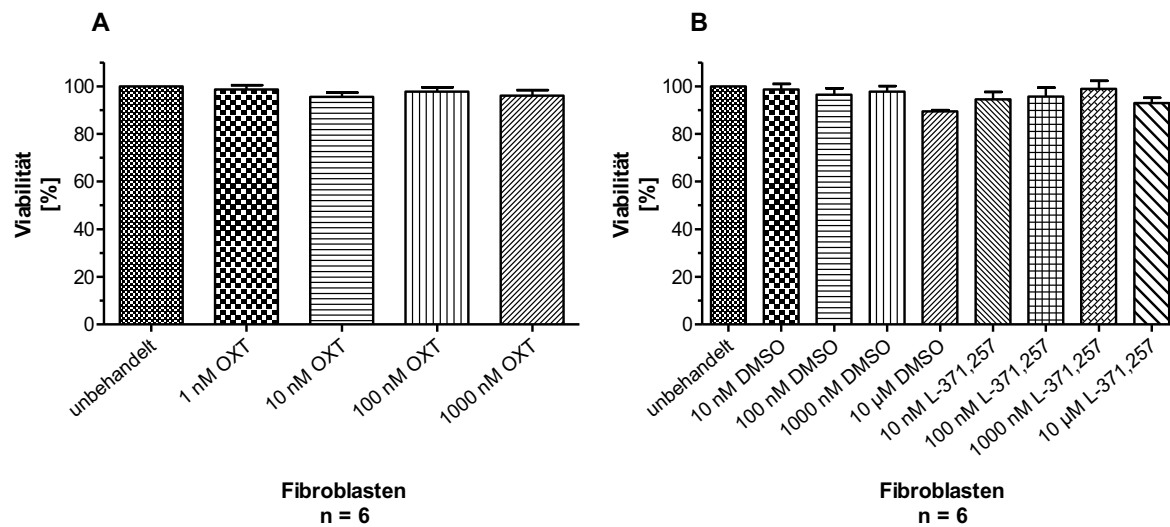 A
Viabilität
[%]
100
80
60
40
20
0
unbehandelt
1 nM OXT
10 nM OXT
100 nM OXT
1000 nM OXT
Fibroblasten
n = 6
B
Viabilität
[%]
100
80
60
40
20
0
unbehandelt
10 nM DMSO
100 nM DMSO
1000 nM DMSO
10 µM DMSO
10 nM L-371,257
100 nM L-371,257
1000 nM L-371,257
10 µM L-371,257
Fibroblasten
n = 6